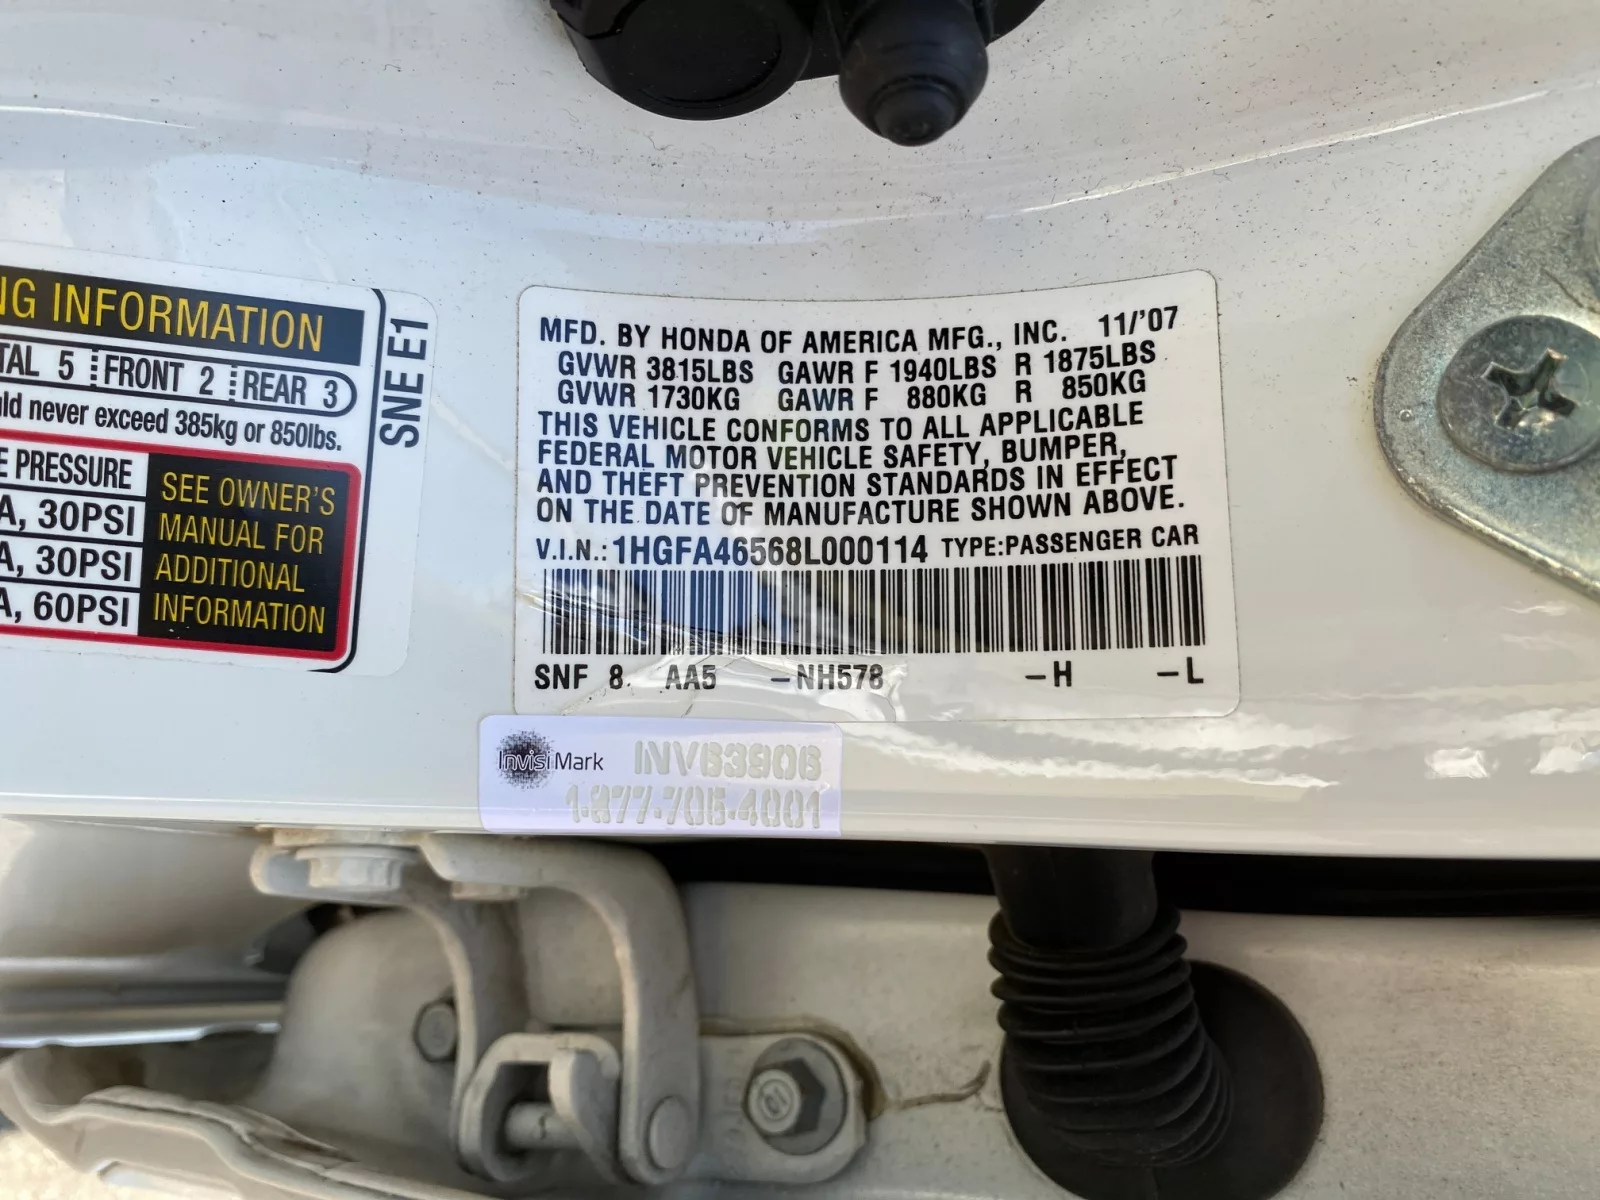 NG INFORMATION
TAL 5 FRONT 2 REAR 3
uld never exceed 385kg or 850lbs.
E PRESSURE
A, 30PSI
A, 30PSI
A, 60PSI
SEE OWNER'S
MANUAL FOR
ADDITIONAL
INFORMATION
SNE E1
MFD. BY HONDA OF AMERICA MFG., INC. 11/'07
GVWR 3815LBS GAWR F 1940LBS R 1875LBS
GVWR 1730KG GAWR F 880KG R 850KG
THIS VEHICLE CONFORMS TO ALL APPLICABLE
FEDERAL MOTOR VEHICLE SAFETY, BUMPER,
AND THEFT PREVENTION STANDARDS IN EFFECT
ON THE DATE OF MANUFACTURE SHOWN ABOVE.
V.I.N.: 1HGFA46568L000114 TYPE:PASSENGER CAR
SNF 8 AA5 -NH578 -H -L
InvisiMark INV63906
1-877-705-4001